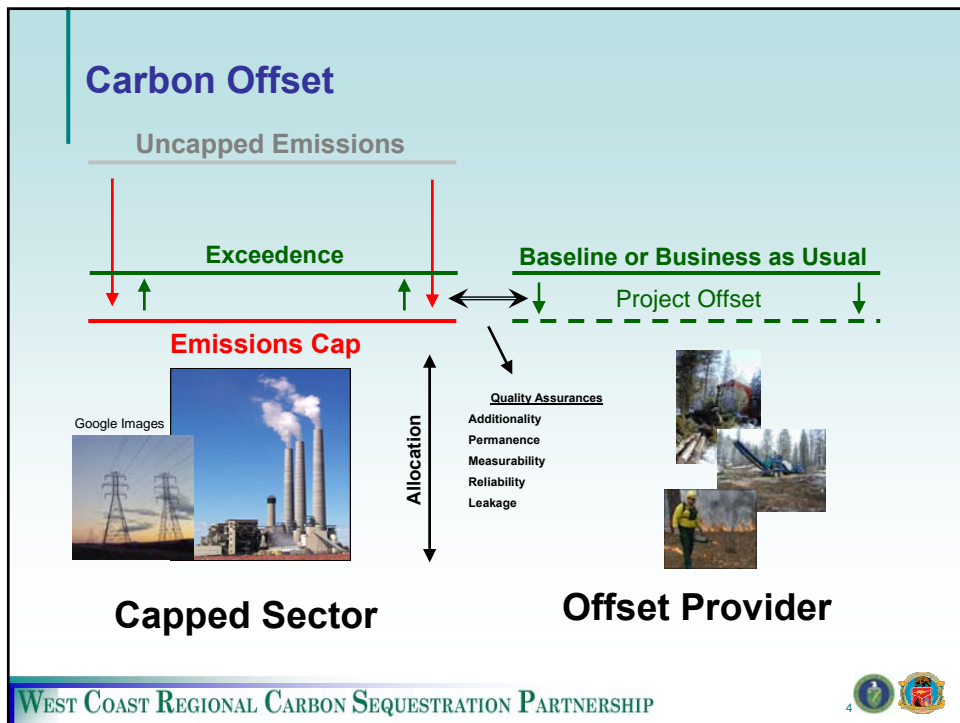 Carbon Offset
Uncapped Emissions
Exceedence
Baseline or Business as Usual
Project Offset
Emissions Cap
Google Images
Allocation
Quality Assurances
Additionality
Permanence
Measurability
Reliability
Leakage
Capped Sector
Offset Provider
WEST COAST REGIONAL CARBON SEQUESTRATION PARTNERSHIP
4